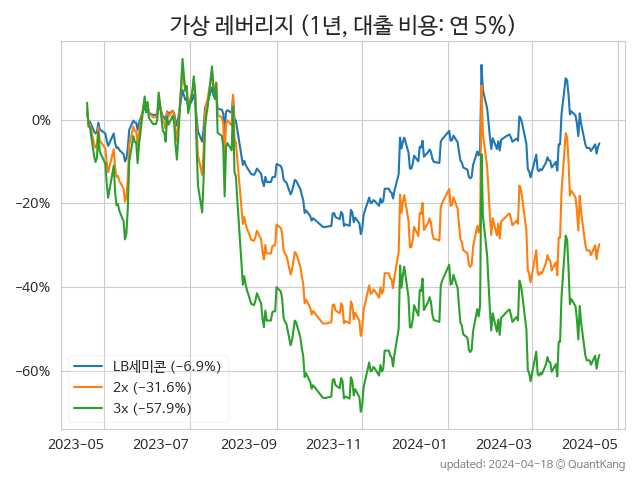 가상 레버리지 (1년, 대출 비용: 연 5%)
0%
−20%
−40%
−60%
LB세미콘 (−6.9%)
2x (−31.6%)
3x (−57.9%)
2023-05 2023-07 2023-09 2023-11 2024-01 2024-03 2024-05
updated: 2024-04-18 © QuantKang